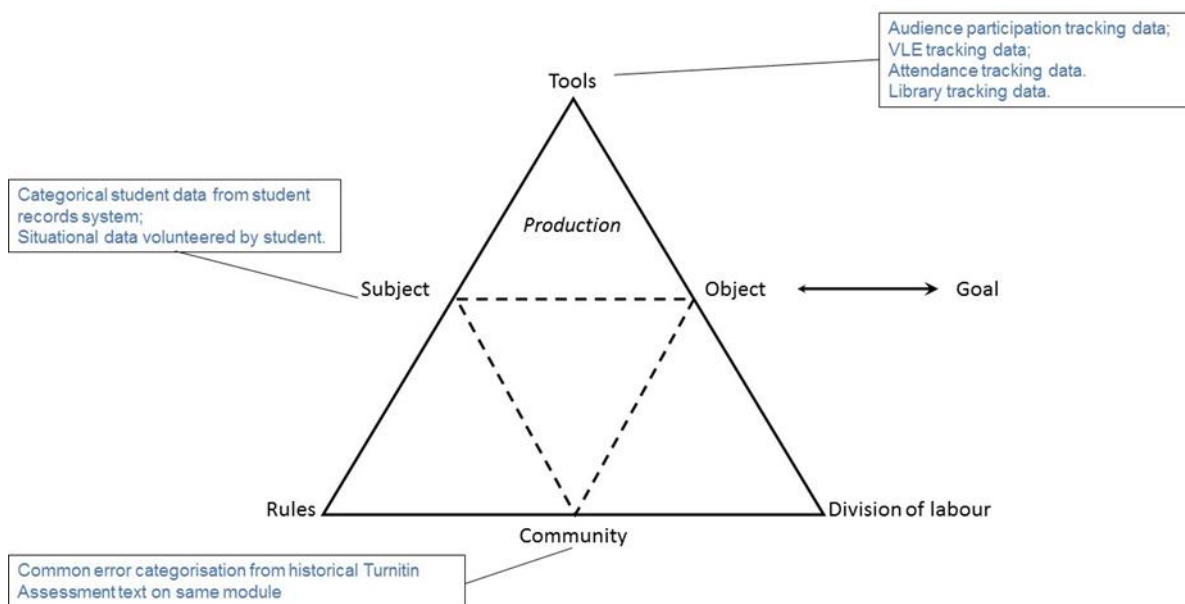 Audience participation tracking data;
VLE tracking data;
Attendance tracking data.
Library tracking data.
Tools
Categorical student data from student
records system;
Situational data volunteered by student.
Production
Subject
Object
Goal
Rules
Division of labour
Community
Common error categorisation from historical Turnitin
Assessment text on same module